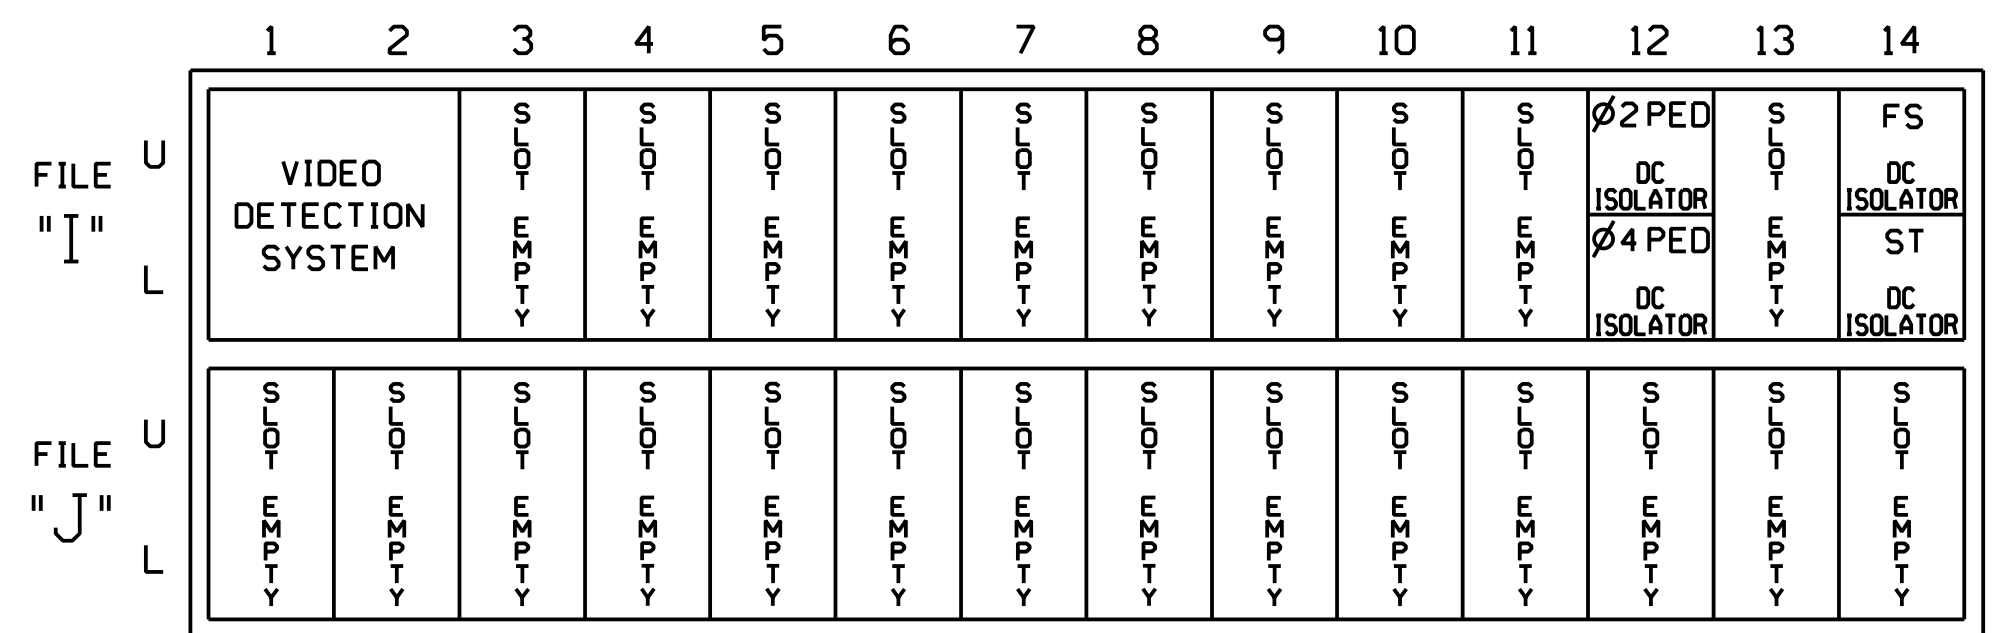 1 2 3 4 5 6 7 8 9 10 11 12 13 14
FILE "I"
U
L
VIDEO
DETECTION
SYSTEM
SLOT EMPTY
SLOT EMPTY
SLOT EMPTY
SLOT EMPTY
SLOT EMPTY
SLOT EMPTY
SLOT EMPTY
SLOT EMPTY
SLOT EMPTY
Ø2 PED
DC
ISOLATOR
Ø4 PED
DC
ISOLATOR
SLOT EMPTY
FS
DC
ISOLATOR
ST
DC
ISOLATOR
FILE "J"
U
L
SLOT EMPTY
SLOT EMPTY
SLOT EMPTY
SLOT EMPTY
SLOT EMPTY
SLOT EMPTY
SLOT EMPTY
SLOT EMPTY
SLOT EMPTY
SLOT EMPTY
SLOT EMPTY
SLOT EMPTY
SLOT EMPTY
SLOT EMPTY